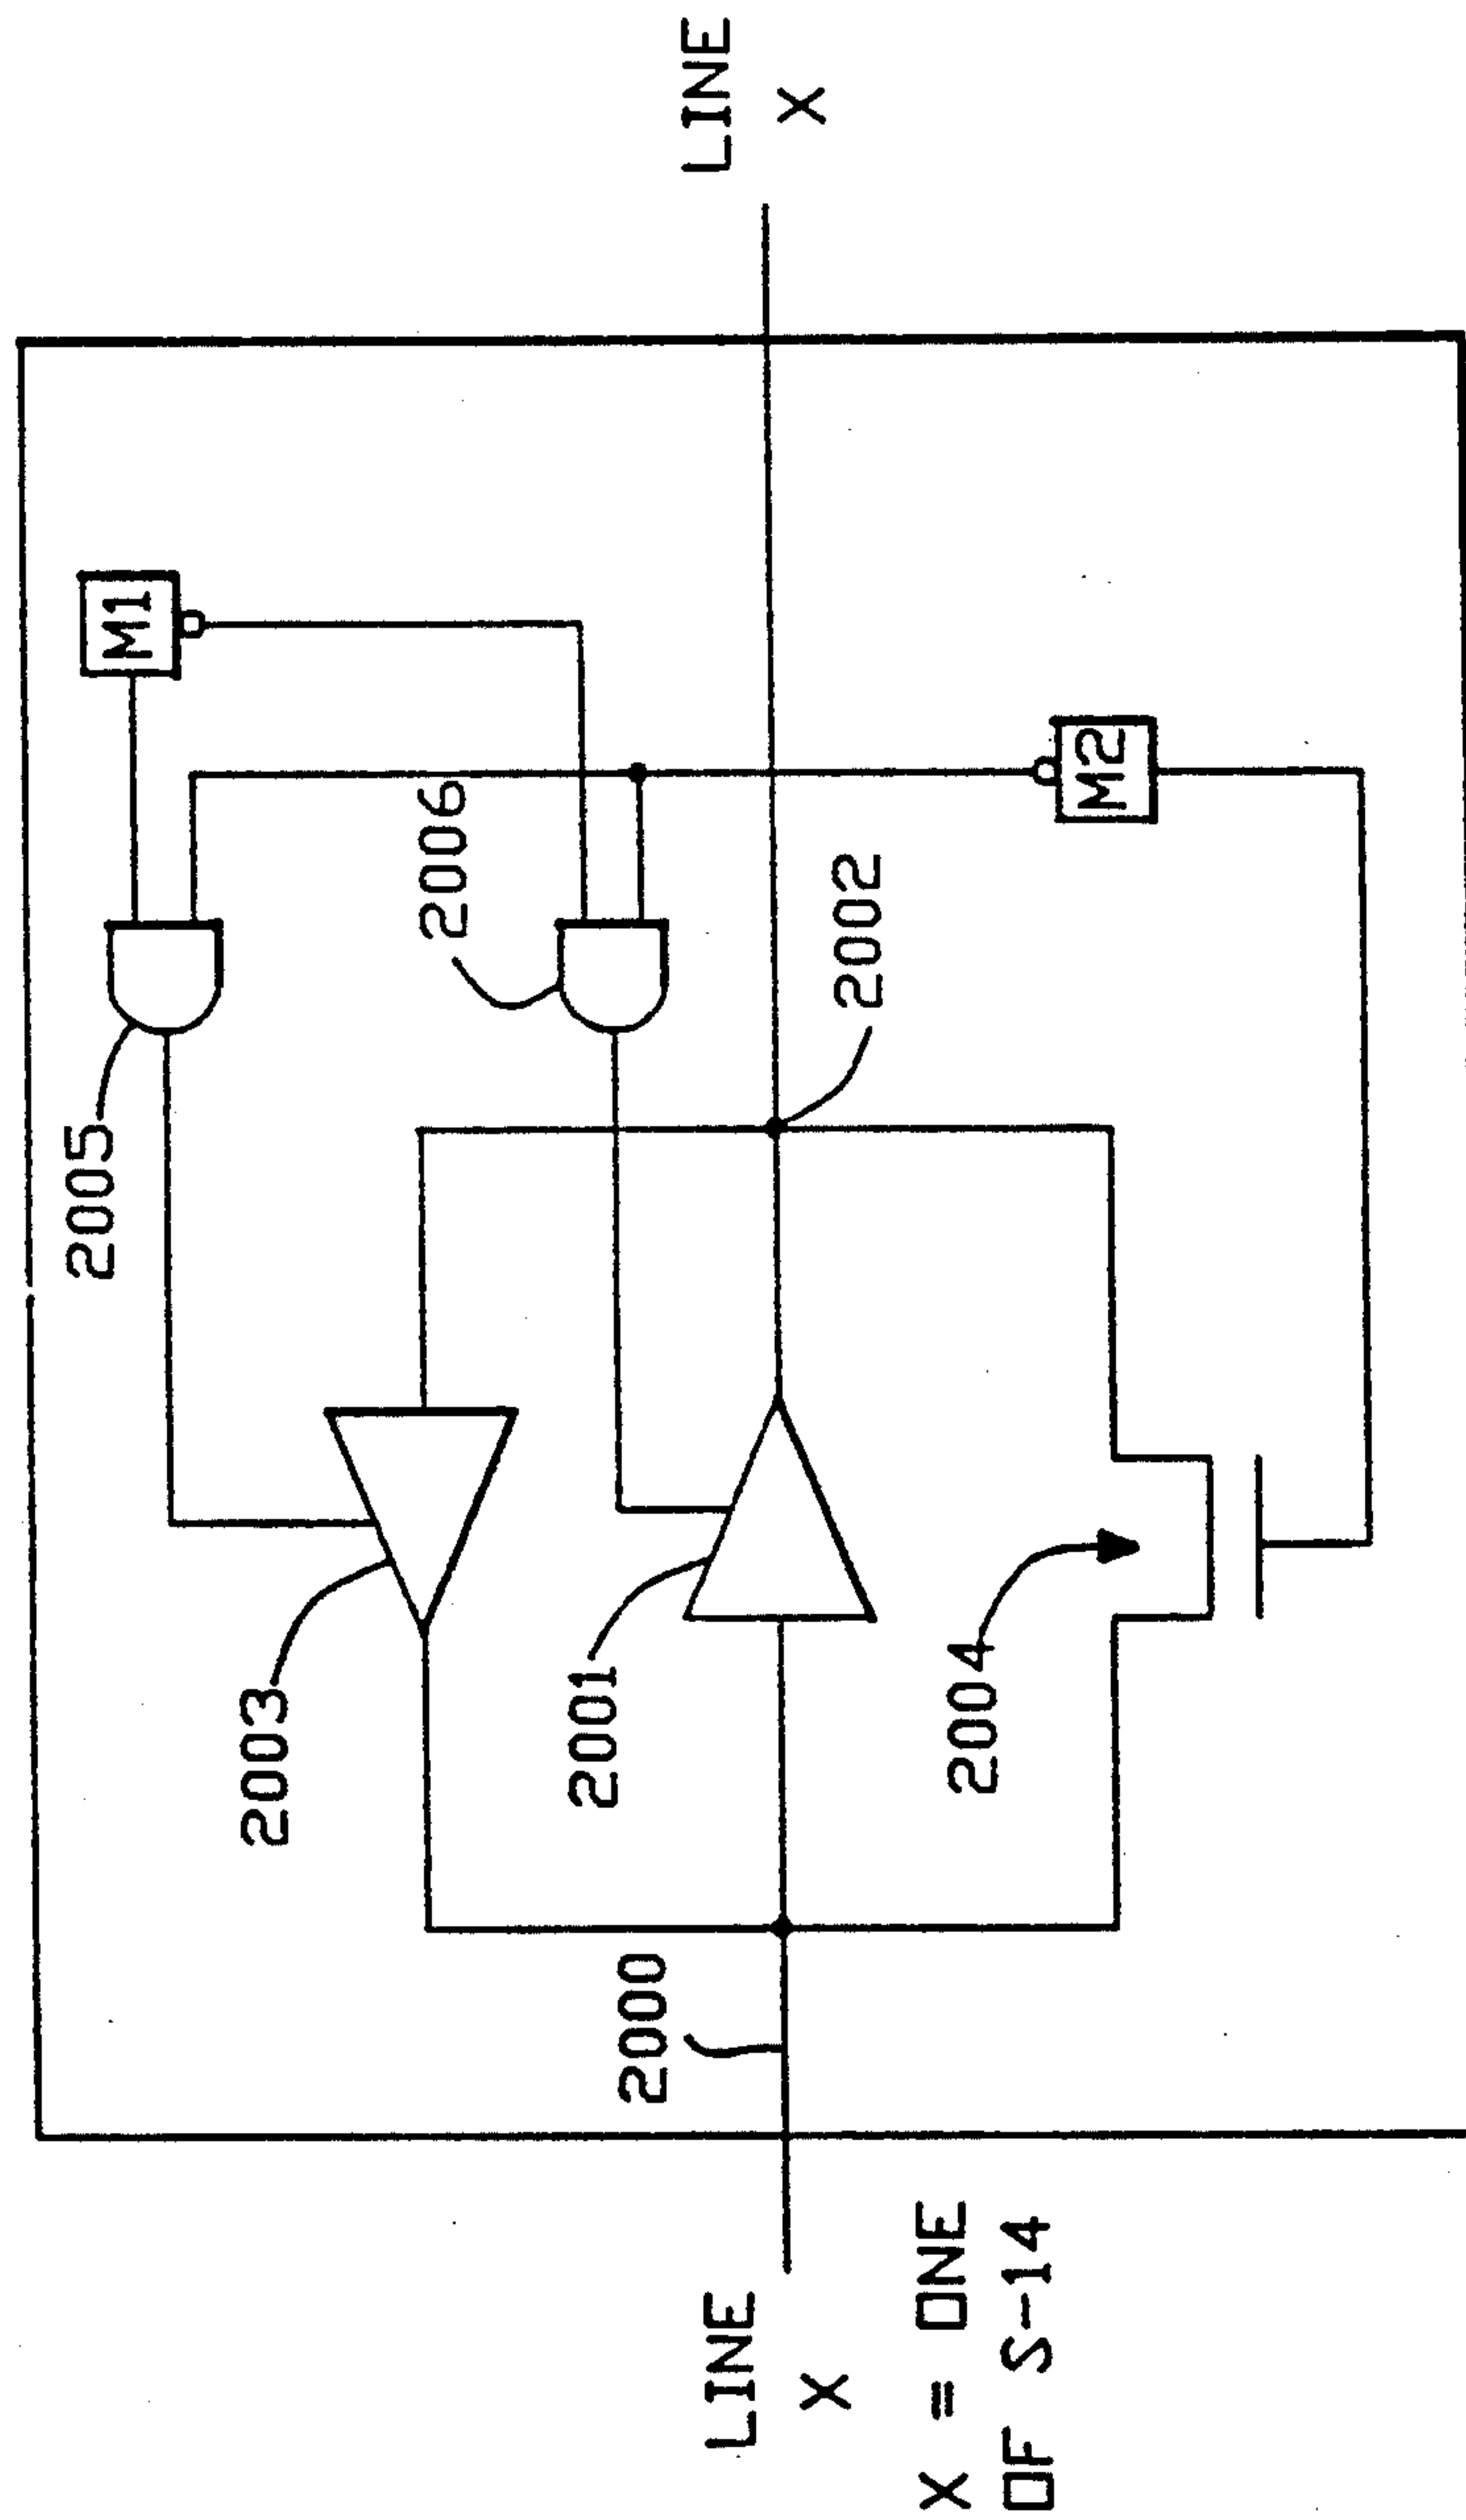 2005
M1
2003
2006
2001
2000
LINE
X
LINE
X
2002
X = ONE
OF S-14
2004
M2